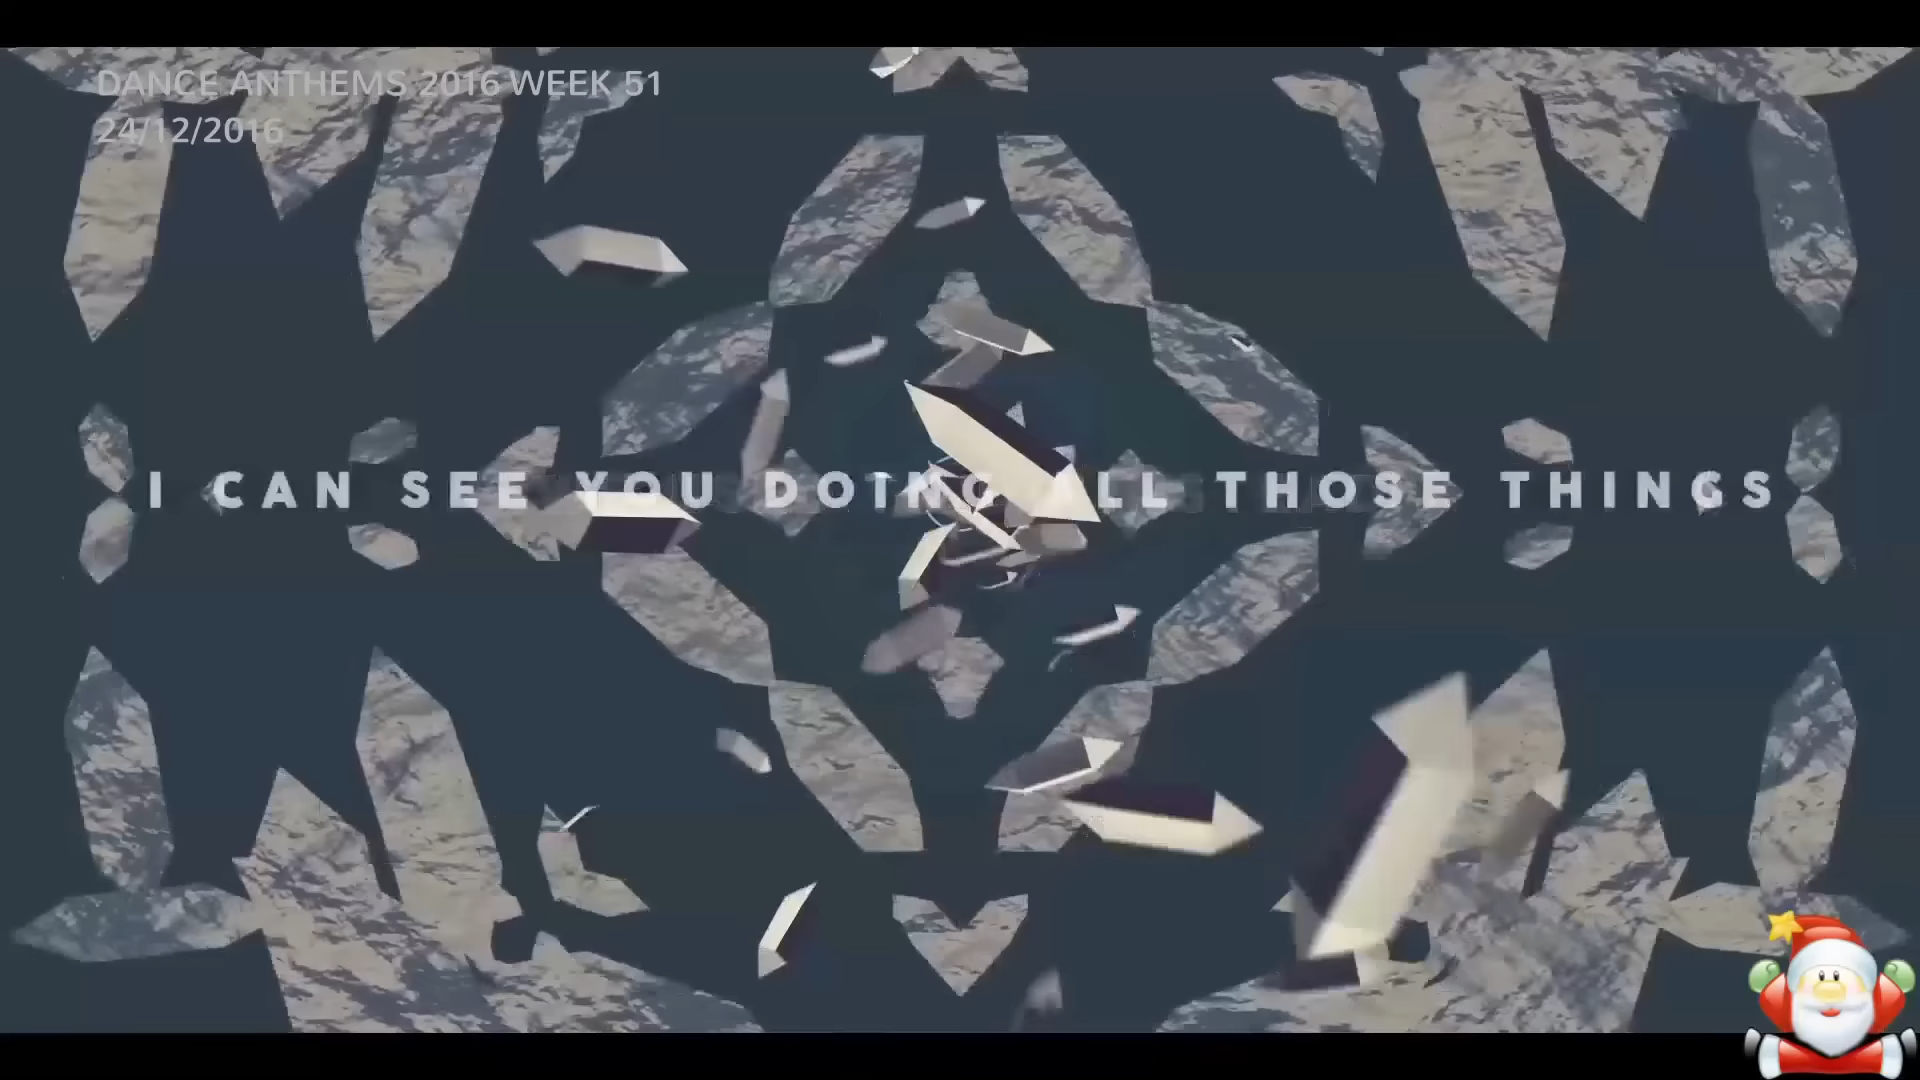 DANCE ANTHEMS 2016 WEEK 51
24/12/2016
I CAN SEE YOU DOING ALL THOSE THINGS